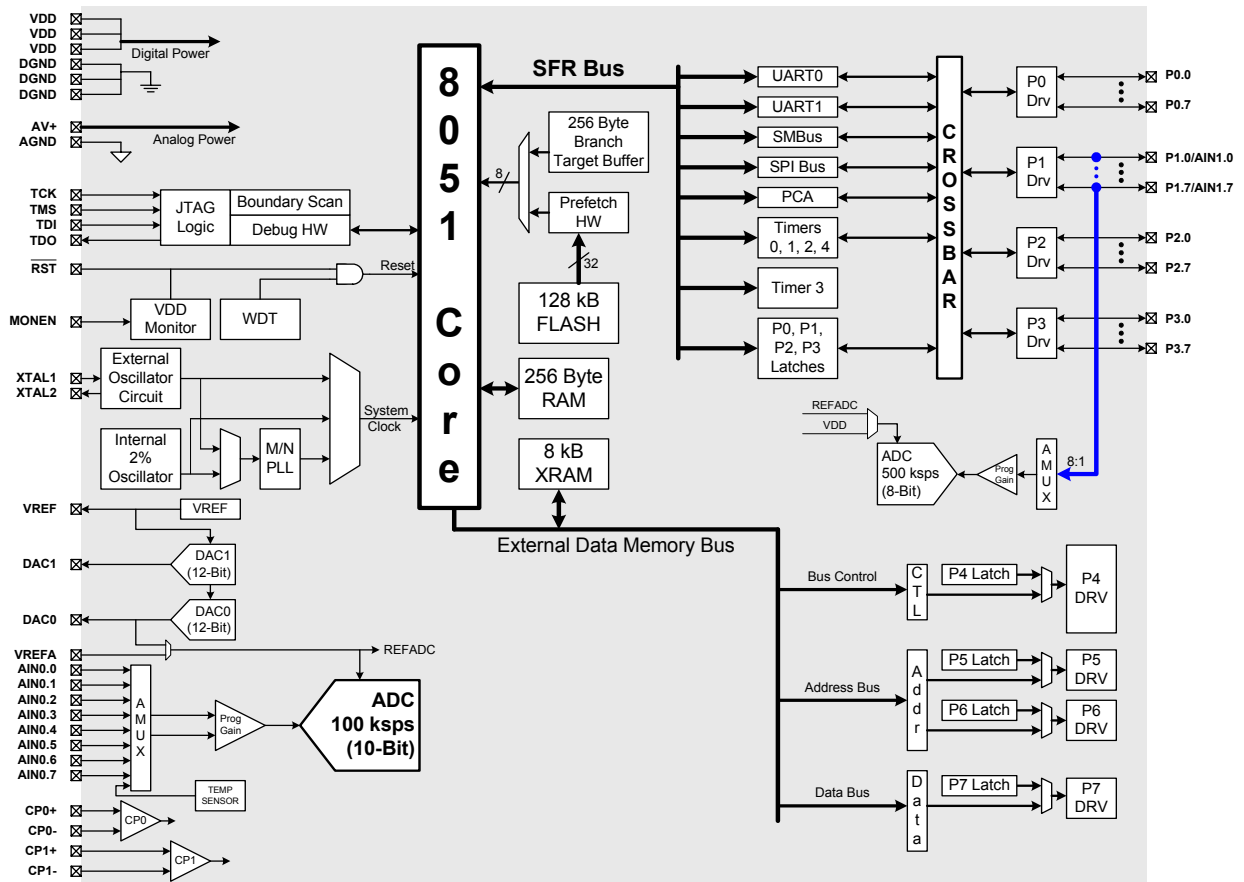 VDD
VDD
VDD
DGND
DGND
DGND
Digital Power
AV+
AGND
Analog Power
TCK
TMS
TDI
TDO
JTAG
Logic
Boundary Scan
Debug HW
RST
MONEN
VDD
Monitor
WDT
Reset
XTAL1
XTAL2
External
Oscillator
Circuit
Internal
2%
Oscillator
M/N
PLL
System
Clock
VREF
VREF
DAC1
DAC1
(12-Bit)
DAC0
DAC0
(12-Bit)
VREFA
REFADC
AIN0.0
AIN0.1
AIN0.2
AIN0.3
AIN0.4
AIN0.5
AIN0.6
AIN0.7
A
M
U
X
Prog
Gain
ADC
100 ksps
(10-Bit)
TEMP
SENSOR
CP0+
CP0-
CP0
CP1+
CP1-
CP1
8
0
5
1
C
o
r
e
SFR Bus
8
256 Byte
Branch
Target Buffer
Prefetch
HW
32
128 kB
FLASH
256 Byte
RAM
8 kB
XRAM
External Data Memory Bus
UART0
UART1
SMBus
SPI Bus
PCA
Timers
0, 1, 2, 4
Timer 3
P0, P1,
P2, P3
Latches
C
R
O
S
S
B
A
R
P0
Drv
P1
Drv
P2
Drv
P3
Drv
P0.0
P0.7
P1.0/AIN1.0
P1.7/AIN1.7
P2.0
P2.7
P3.0
P3.7
REFADC
VDD
ADC
500 ksps
(8-Bit)
Prog
Gain
A
M
U
X
8:1
Bus Control
C
T
L
P4 Latch
P4
DRV
Address Bus
A
d
d
r
P5 Latch
P5
DRV
P6 Latch
P6
DRV
Data Bus
D
a
t
a
P7 Latch
P7
DRV